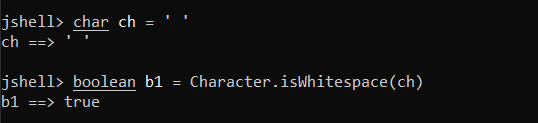 jshell> char ch = ' '
ch ==> ' '
jshell> boolean b1 = Character.isWhitespace(ch)
b1 ==> true